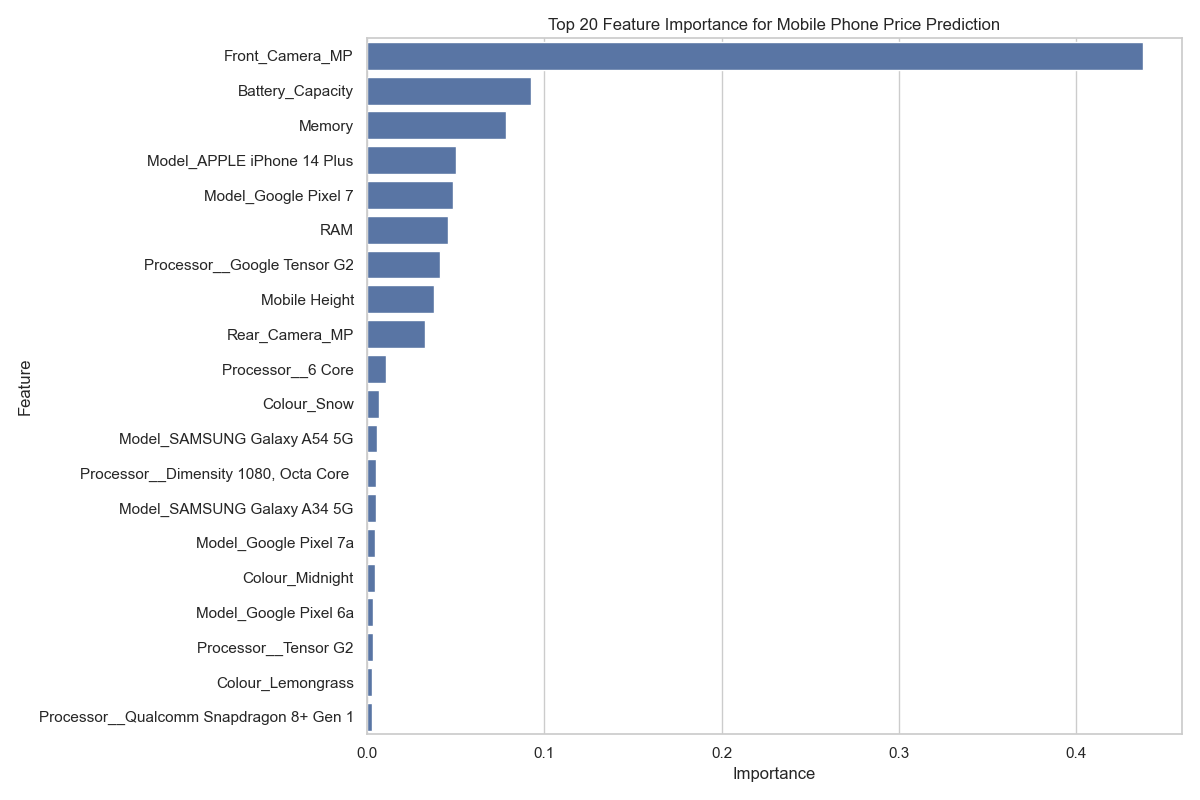 Top 20 Feature Importance for Mobile Phone Price Prediction
Front_Camera_MP
Battery_Capacity
Memory
Model_APPLE iPhone 14 Plus
Model_Google Pixel 7
RAM
Processor__Google Tensor G2
Mobile Height
Rear_Camera_MP
Processor__6 Core
Colour_Snow
Model_SAMSUNG Galaxy A54 5G
Processor__Dimensity 1080, Octa Core
Model_SAMSUNG Galaxy A34 5G
Model_Google Pixel 7a
Colour_Midnight
Model_Google Pixel 6a
Processor__Tensor G2
Colour_Lemongrass
Processor__Qualcomm Snapdragon 8+ Gen 1
Feature
0.0 0.1 0.2 0.3 0.4
Importance